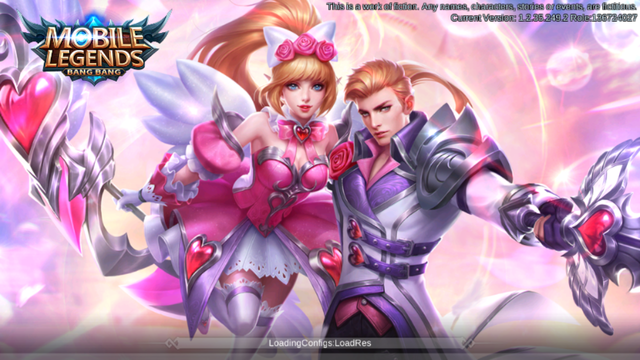 This is a work of fiction. Any names, characters, stories or events, are fictitious.
Current Version: 1.2.36.249.2 Role:136734027
MOBILE
LEGENDS
BANG BANG
LoadingConfigs:LoadRes